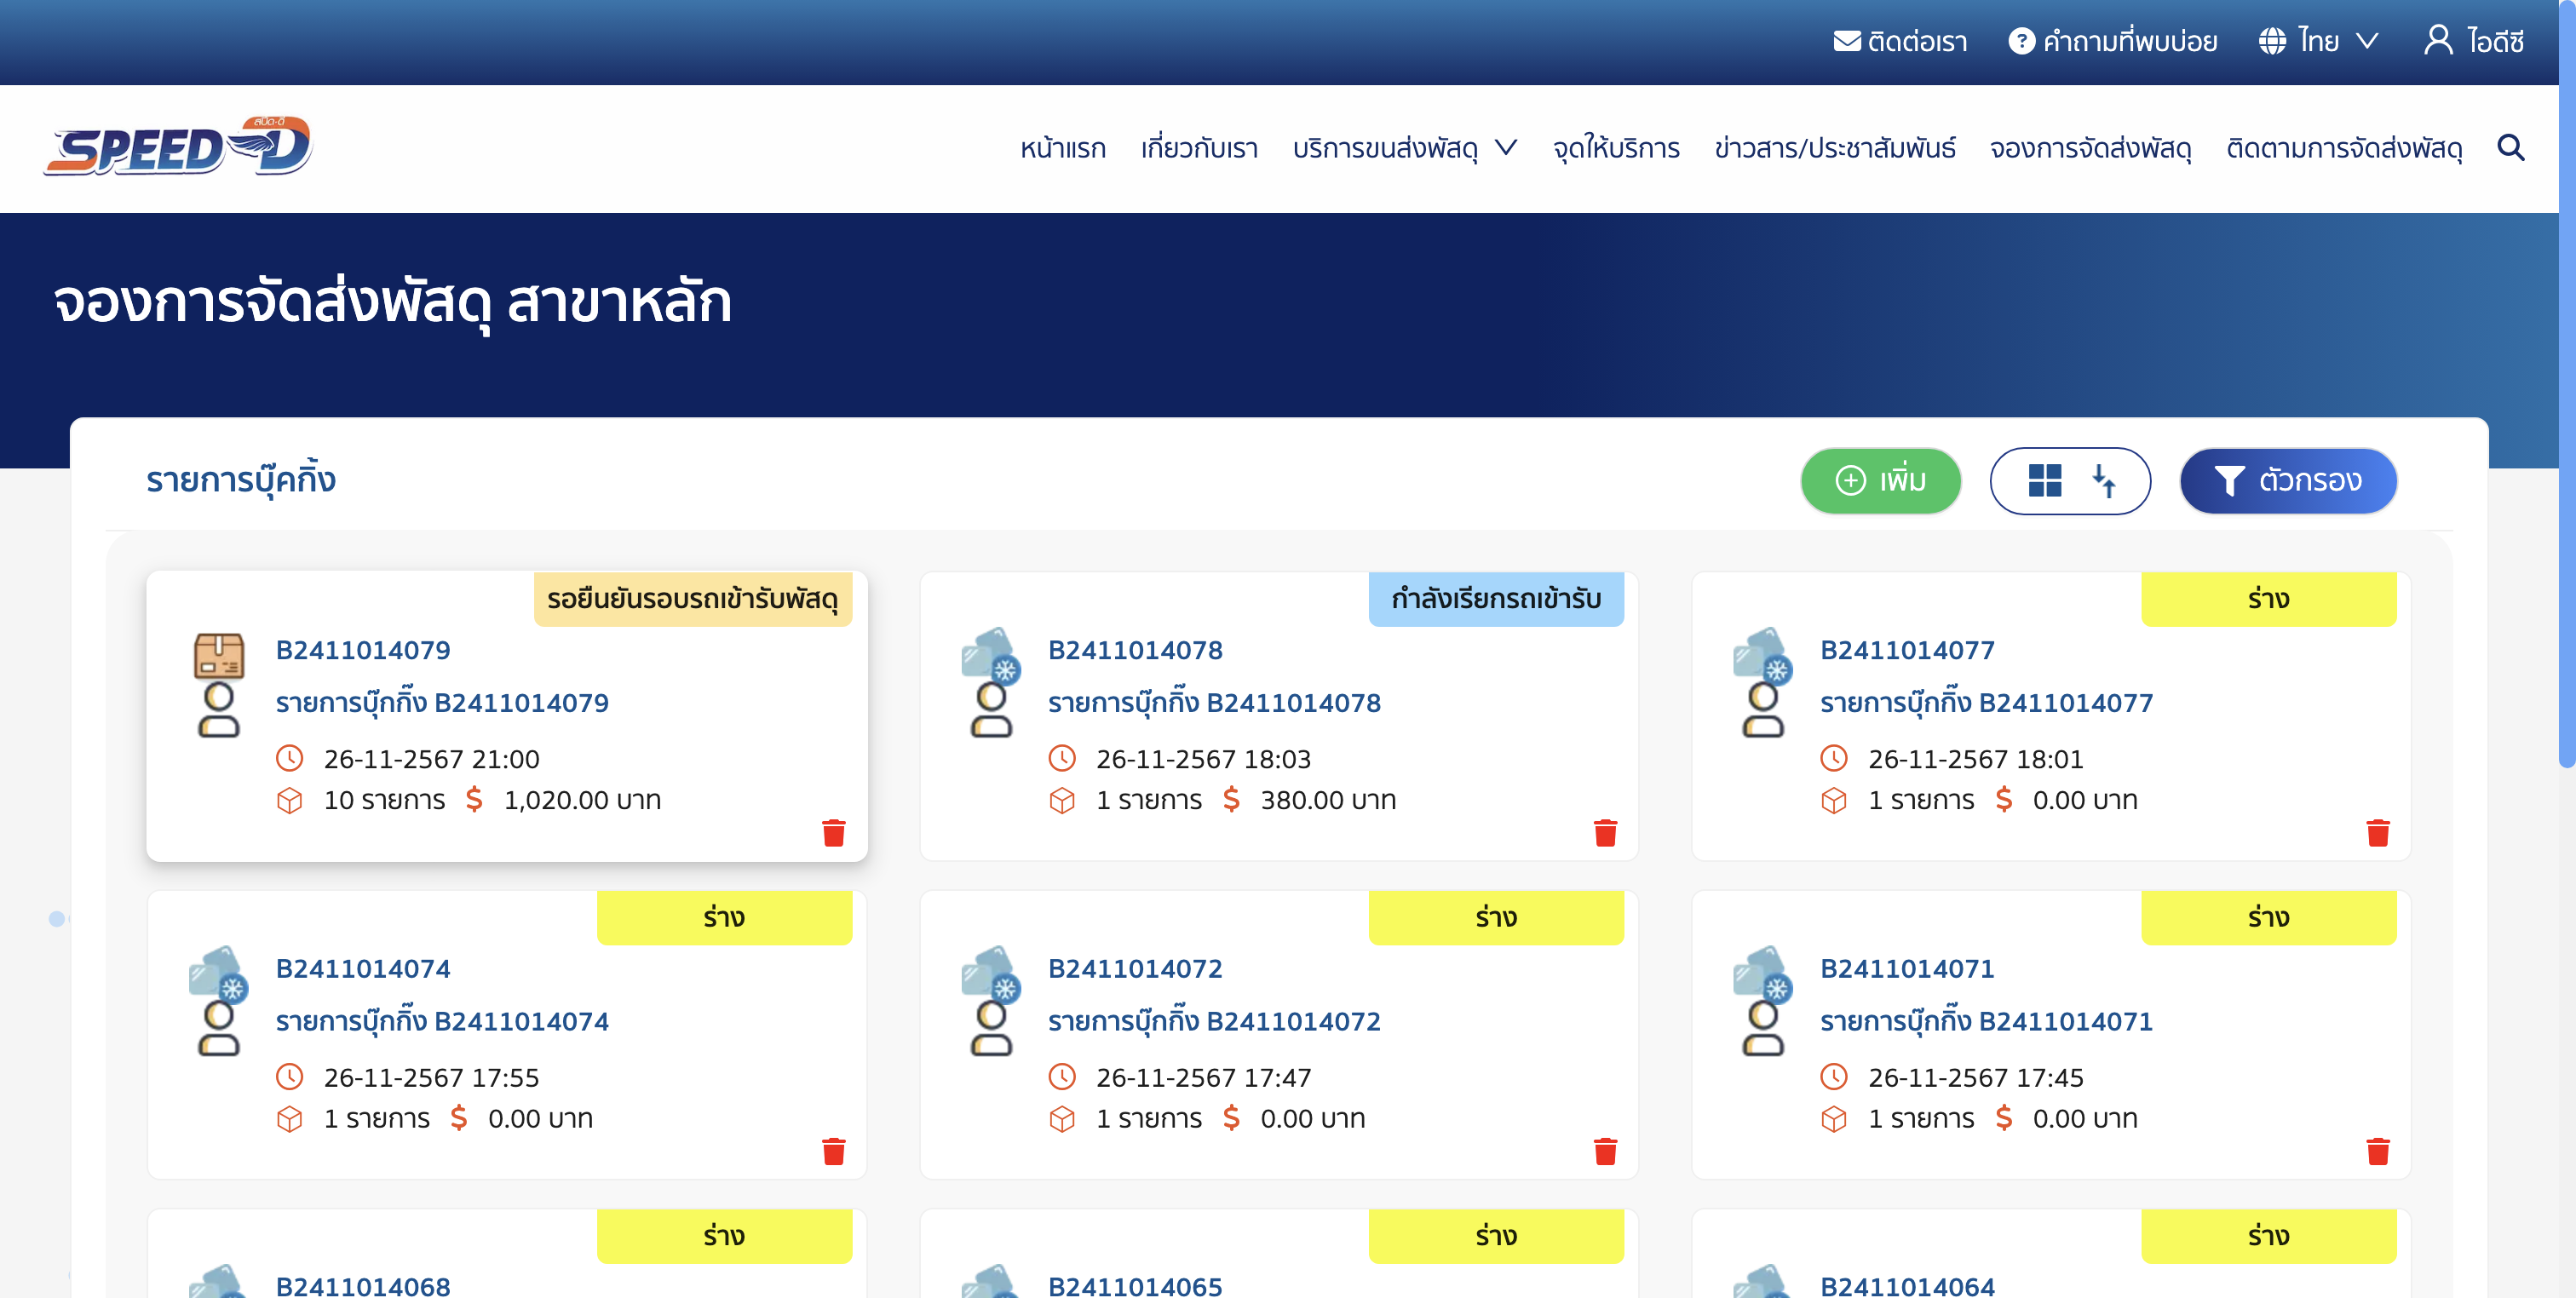 ติดต่อเรา คำถามที่พบบ่อย ไทย ไอดีซี
สปีด-ดี
SPEED-D
หน้าแรก เกี่ยวกับเรา บริการขนส่งพัสดุ จุดให้บริการ ข่าวสาร/ประชาสัมพันธ์ จองการจัดส่งพัสดุ ติดตามการจัดส่งพัสดุ
จองการจัดส่งพัสดุ สาขาหลัก
รายการบุ๊คกิ้ง
เพิ่ม
ตัวกรอง
รอยืนยันรอบรถเข้ารับพัสดุ
B2411014079
รายการบุ๊กกิ๊ง B2411014079
26-11-2567 21:00
10 รายการ $ 1,020.00 บาท
กำลังเรียกรถเข้ารับ
B2411014078
รายการบุ๊กกิ๊ง B2411014078
26-11-2567 18:03
1 รายการ $ 380.00 บาท
ร่าง
B2411014077
รายการบุ๊กกิ๊ง B2411014077
26-11-2567 18:01
1 รายการ $ 0.00 บาท
ร่าง
B2411014074
รายการบุ๊กกิ๊ง B2411014074
26-11-2567 17:55
1 รายการ $ 0.00 บาท
ร่าง
B2411014072
รายการบุ๊กกิ๊ง B2411014072
26-11-2567 17:47
1 รายการ $ 0.00 บาท
ร่าง
B2411014071
รายการบุ๊กกิ๊ง B2411014071
26-11-2567 17:45
1 รายการ $ 0.00 บาท
ร่าง
B2411014068
ร่าง
B2411014065
ร่าง
B2411014064